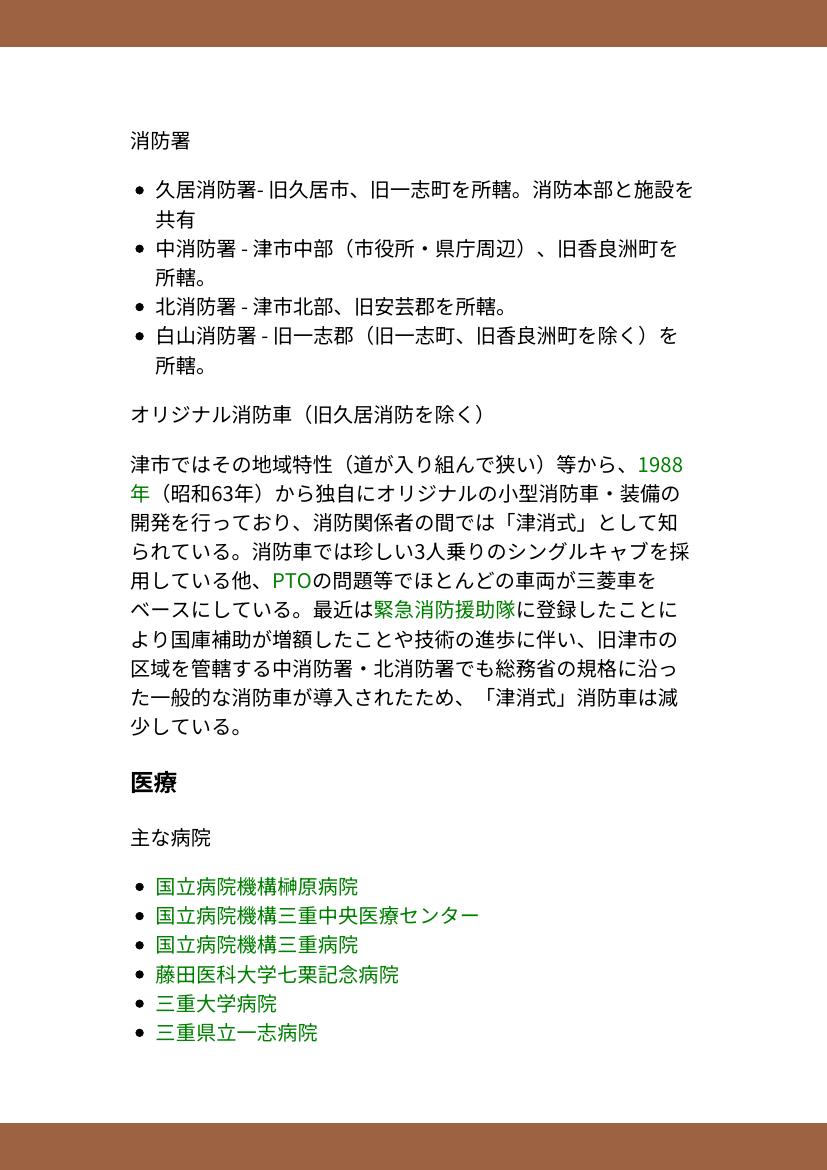 消防署
久居消防署- 旧久居市、旧一志町を所轄。消防本部と施設を
共有
中消防署 - 津市中部（市役所・県庁周辺）、旧香良洲町を
所轄。
北消防署 - 津市北部、旧安芸郡を所轄。
白山消防署 - 旧一志郡（旧一志町、旧香良洲町を除く）を
所轄。
オリジナル消防車（旧久居消防を除く）
津市ではその地域特性（道が入り組んで狭い）等から、1988
年（昭和63年）から独自にオリジナルの小型消防車・装備の
開発を行っており、消防関係者の間では「津消式」として知
られている。消防車では珍しい3人乗りのシングルキャブを採
用している他、PTOの問題等でほとんどの車両が三菱車を
ベースにしている。最近は緊急消防援助隊に登録したことに
より国庫補助が増額したことや技術の進歩に伴い、旧津市の
区域を管轄する中消防署・北消防署でも総務省の規格に沿っ
た一般的な消防車が導入されたため、「津消式」消防車は減
少している。
医療
主な病院
国立病院機構榊原病院
国立病院機構三重中央医療センター
国立病院機構三重病院
藤田医科大学七栗記念病院
三重大学病院
三重県立一志病院